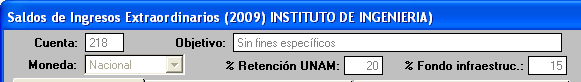 Saldos de Ingresos Extraordinarios (2009) INSTITUTO DE INGENIERIA)
Cuenta: 218 Objetivo: Sin fines específicos
Moneda: Nacional % Retención UNAM: 20 % Fondo infraestruc.: 15